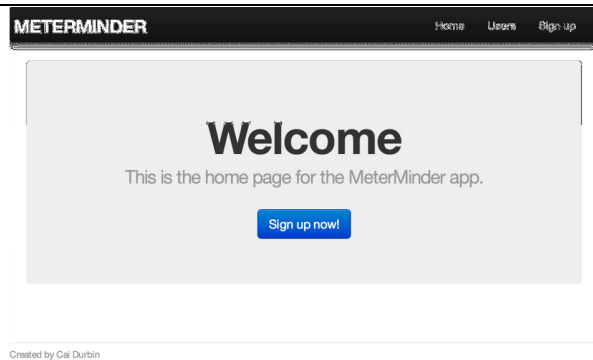 METERMINDER
Home Users Sign up
Welcome
This is the home page for the MeterMinder app.
Sign up now!
Created by Cai Durbin